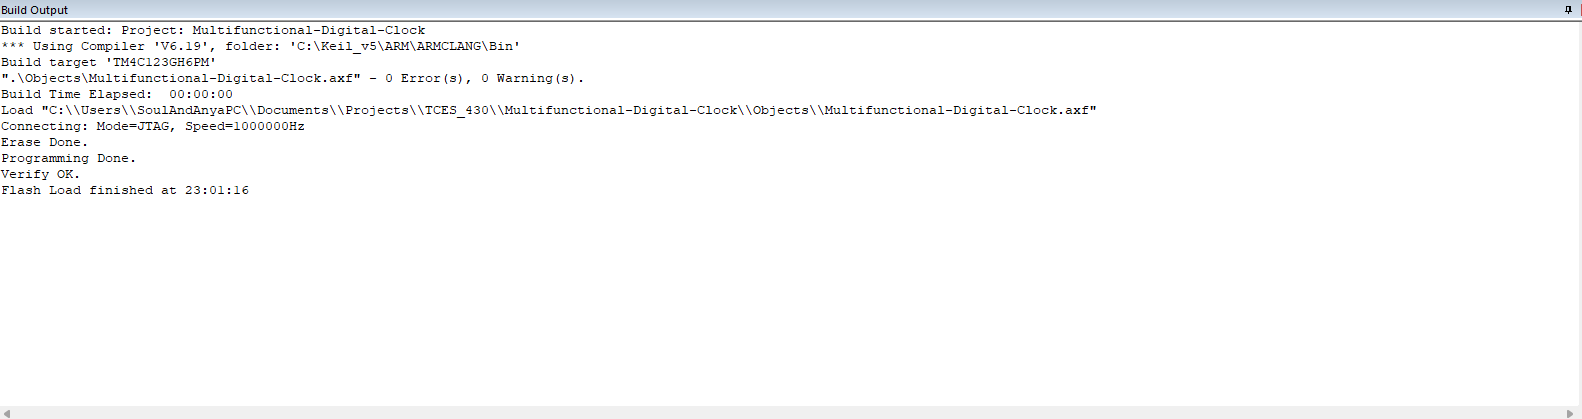 Build Output
Build started: Project: Multifunctional-Digital-Clock
*** Using Compiler 'V6.19', folder: 'C:\Keil_v5\ARM\ARMCLANG\Bin'
Build target 'TM4C123GH6PM'
".\Objects\Multifunctional-Digital-Clock.axf" - 0 Error(s), 0 Warning(s).
Build Time Elapsed:  00:00:00
Load "C:\\Users\\SoulAndAnyaPC\\Documents\\Projects\\TCES_430\\Multifunctional-Digital-Clock\\Objects\\Multifunctional-Digital-Clock.axf"
Connecting: Mode=JTAG, Speed=1000000Hz
Erase Done.
Programming Done.
Verify OK.
Flash Load finished at 23:01:16